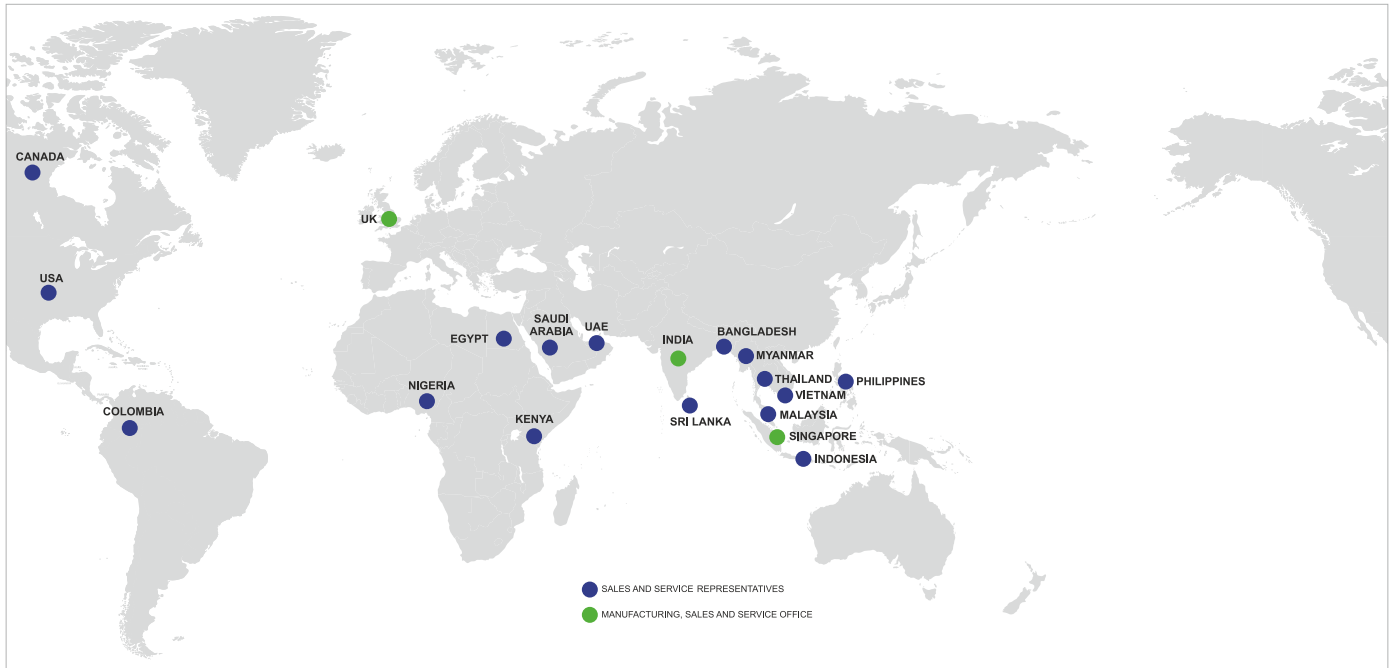 CANADA
UK
USA
SAUDI
ARABIA
UAE
EGYPT
INDIA
BANGLADESH
MYANMAR
THAILAND
PHILIPPINES
NIGERIA
VIETNAM
COLOMBIA
KENYA
SRI LANKA
MALAYSIA
SINGAPORE
INDONESIA
SALES AND SERVICE REPRESENTATIVES
MANUFACTURING, SALES AND SERVICE OFFICE